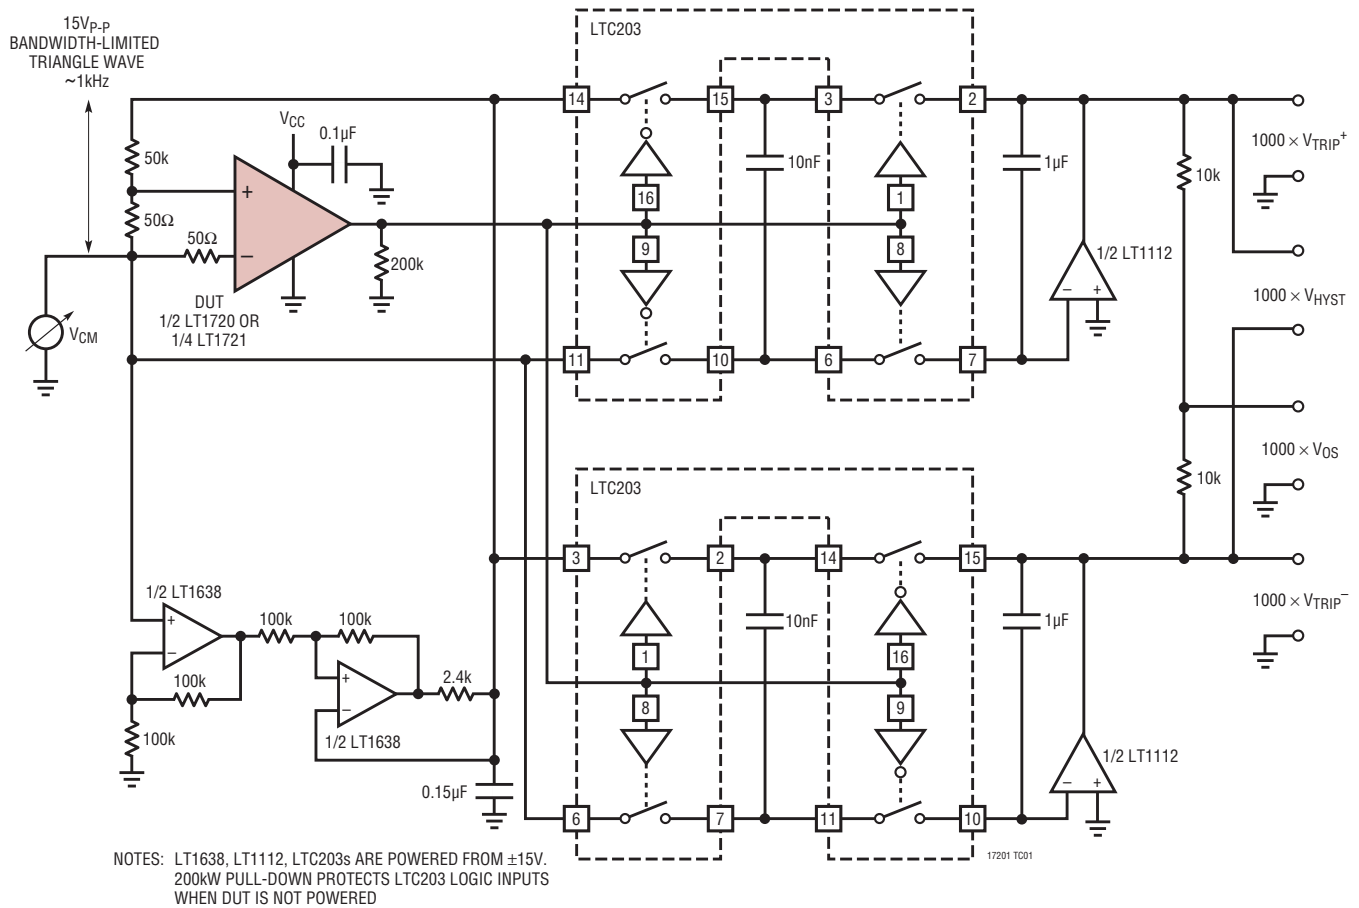 15VP-P
BANDWIDTH-LIMITED
TRIANGLE WAVE
~1kHz
LTC203
14
15
3
2
VCC
0.1µF
50k
10nF
1µF
1000 × VTRIP+
10k
+
16
1
50Ω
50Ω
−
9
8
200k
1/2 LT1112
− +
DUT
1/2 LT1720 OR
1/4 LT1721
1000 × VHYST
VCM
11
10
6
7
1000 × VOS
LTC203
10k
3
2
14
15
1/2 LT1638
+
−
100k
100k
10nF
1µF
1000 × VTRIP−
1
16
100k
+
−
2.4k
8
9
100k
1/2 LT1638
1/2 LT1112
− +
0.15µF
6
7
11
10
17201 TC01
NOTES: LT1638, LT1112, LTC203s ARE POWERED FROM ±15V.
200kW PULL-DOWN PROTECTS LTC203 LOGIC INPUTS
WHEN DUT IS NOT POWERED